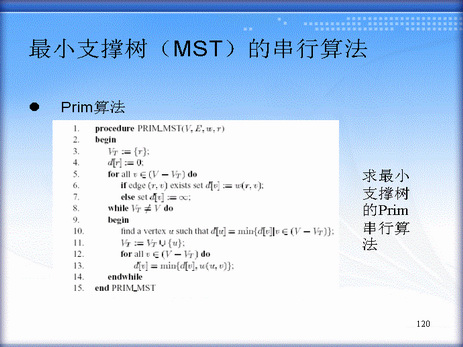 最小支撑树（MST）的串行算法
● Prim算法
1. procedure PRIM_MST(V, E, w, r)
2. begin
3. V_T := {r};
4. d[r] := 0;
5. for all v ∈ (V − V_T) do
6. if edge (r, v) exists set d[v] := w(r, v);
7. else set d[v] := ∞;
8. while V_T ≠ V do
9. begin
10. find a vertex u such that d[u] = min{d[v]|v ∈ (V − V_T)};
11. V_T := V_T ∪ {u};
12. for all v ∈ (V − V_T) do
13. d[v] = min{d[v], w(u, v)};
14. endwhile
15. end PRIM_MST
求最小
支撑树
的Prim
串行算
法
120